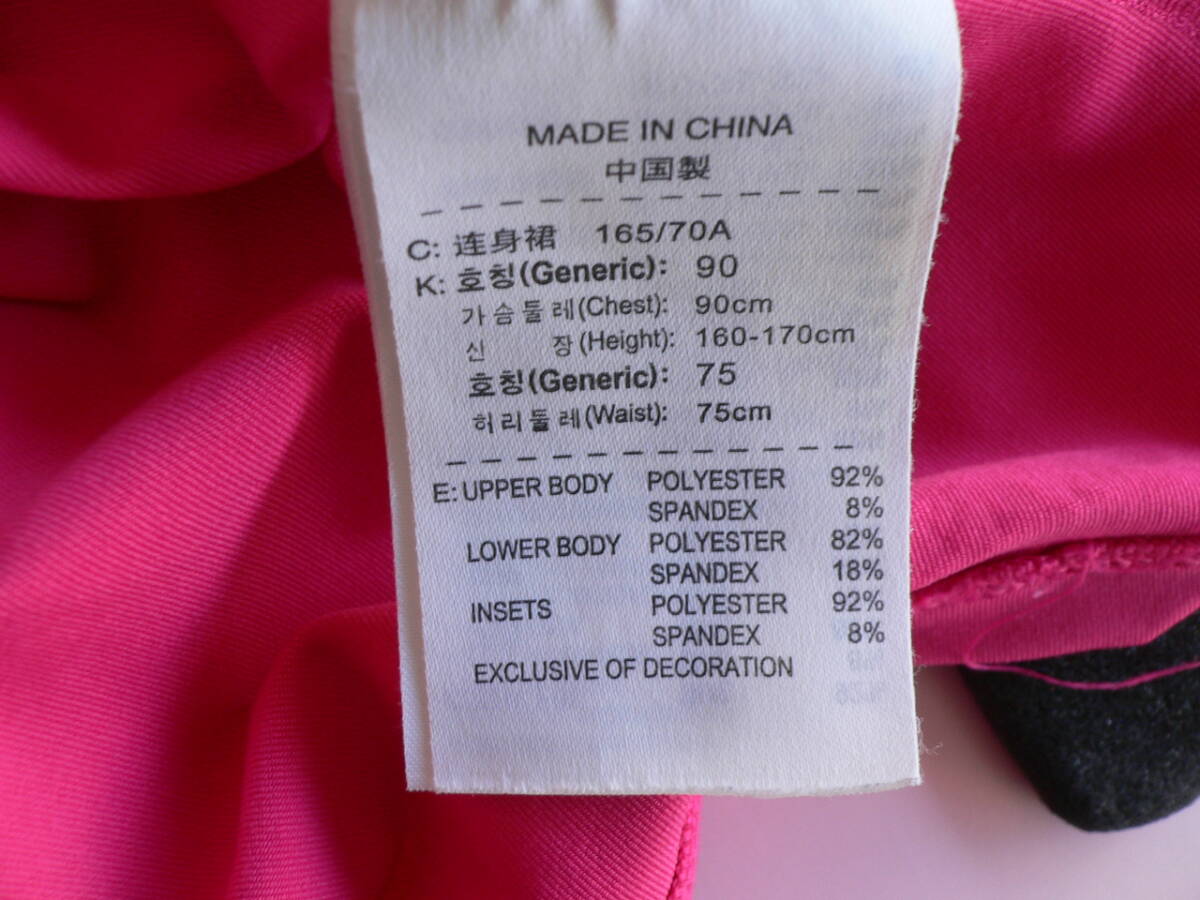 MADE IN CHINA
中国製
C: 连身裙 165/70A
K: 호칭(Generic): 90
가슴둘레(Chest): 90cm
신 장(Height): 160-170cm
호칭(Generic): 75
허리둘레(Waist): 75cm
E: UPPER BODY POLYESTER 92%
SPANDEX 8%
LOWER BODY POLYESTER 82%
SPANDEX 18%
INSETS POLYESTER 92%
SPANDEX 8%
EXCLUSIVE OF DECORATION